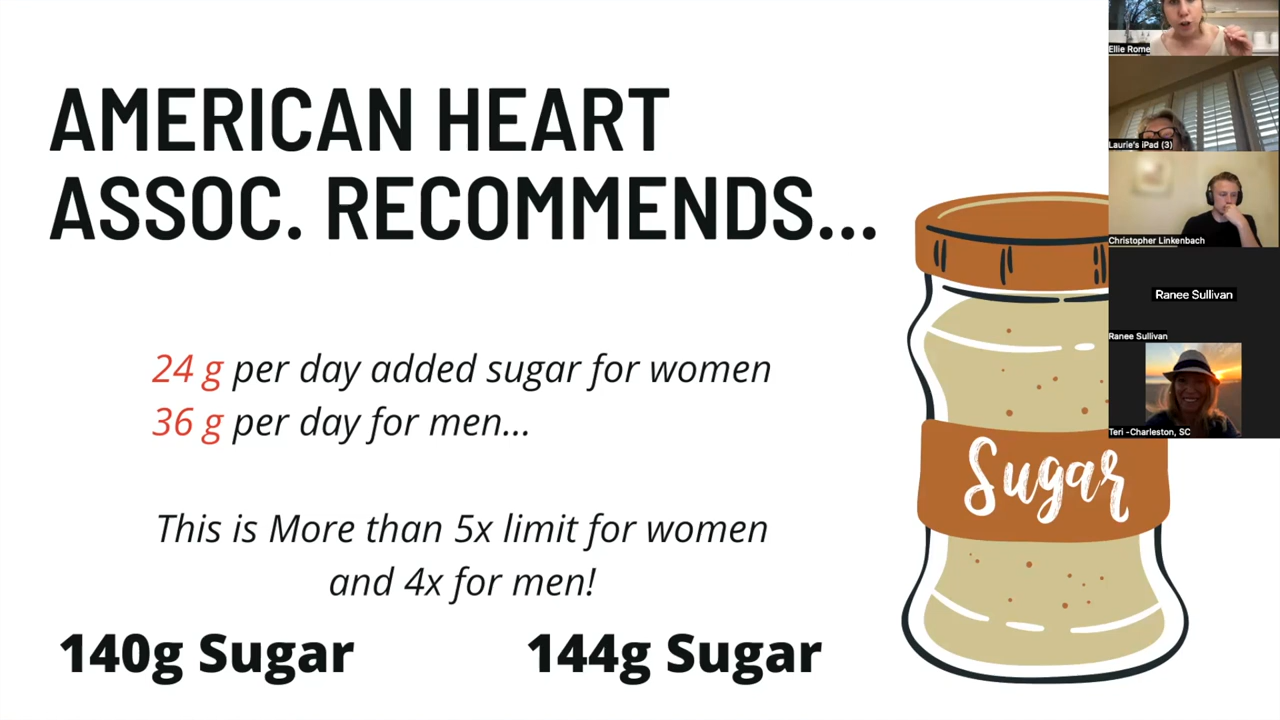 AMERICAN HEART
ASSOC. RECOMMENDS...
24 g per day added sugar for women
36 g per day for men...
This is More than 5x limit for women
and 4x for men!
140g Sugar
144g Sugar
Sugar
Ellie Rome
Laurie's iPad (3)
Christopher Linkenbach
Ranee Sullivan
Ranee Sullivan
Teri -Charleston, SC